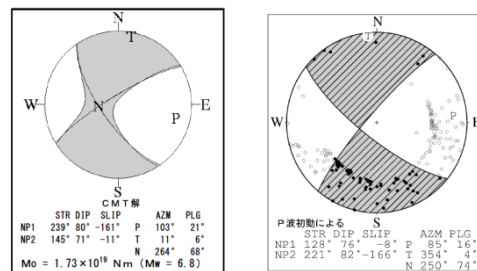 N
T
W
N
E
P
S
CMT解
STR DIP SLIP AZM PLG
NP1 239° 80° -161° P 103° 21°
NP2 145° 71° -11° T 11° 6°
N 264° 68°
Mo = 1.73×10¹⁹ Nm (Mw = 6.8)
N
T
W
P
E
S
P波初動による
STR DIP SLIP AZM PLG
NP1 128° 76° -8° P 85° 16°
NP2 221° 82° -166° T 354° 4°
N 250° 74°